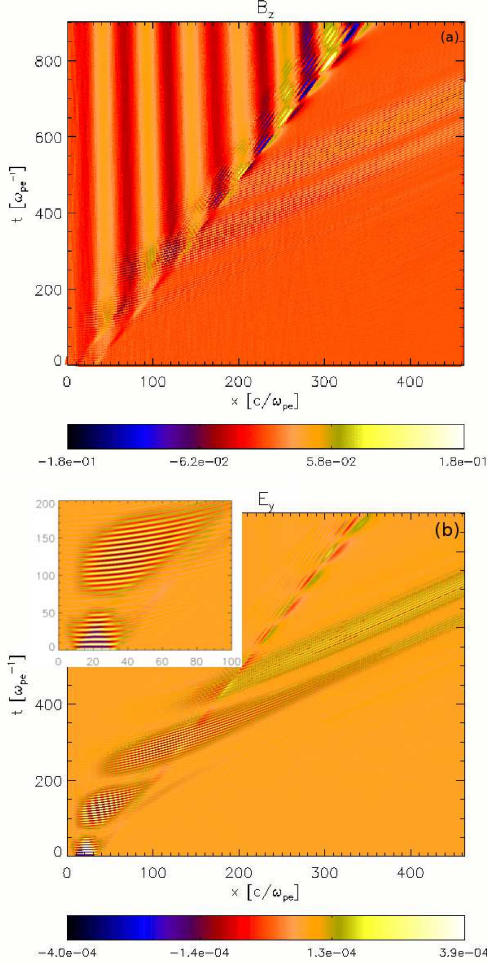 B_z
(a)
800
600
400
200
0
t [ω_pe⁻¹]
0 100 200 300 400
x [c/ω_pe]
−1.8e−01 −6.2e−02 5.8e−02 1.8e−01
E_y
(b)
200
150
100
50
0
0 20 40 60 80 100
400
200
0
t [ω_pe⁻¹]
0 100 200 300 400
x [c/ω_pe]
−4.0e−04 −1.4e−04 1.3e−04 3.9e−04